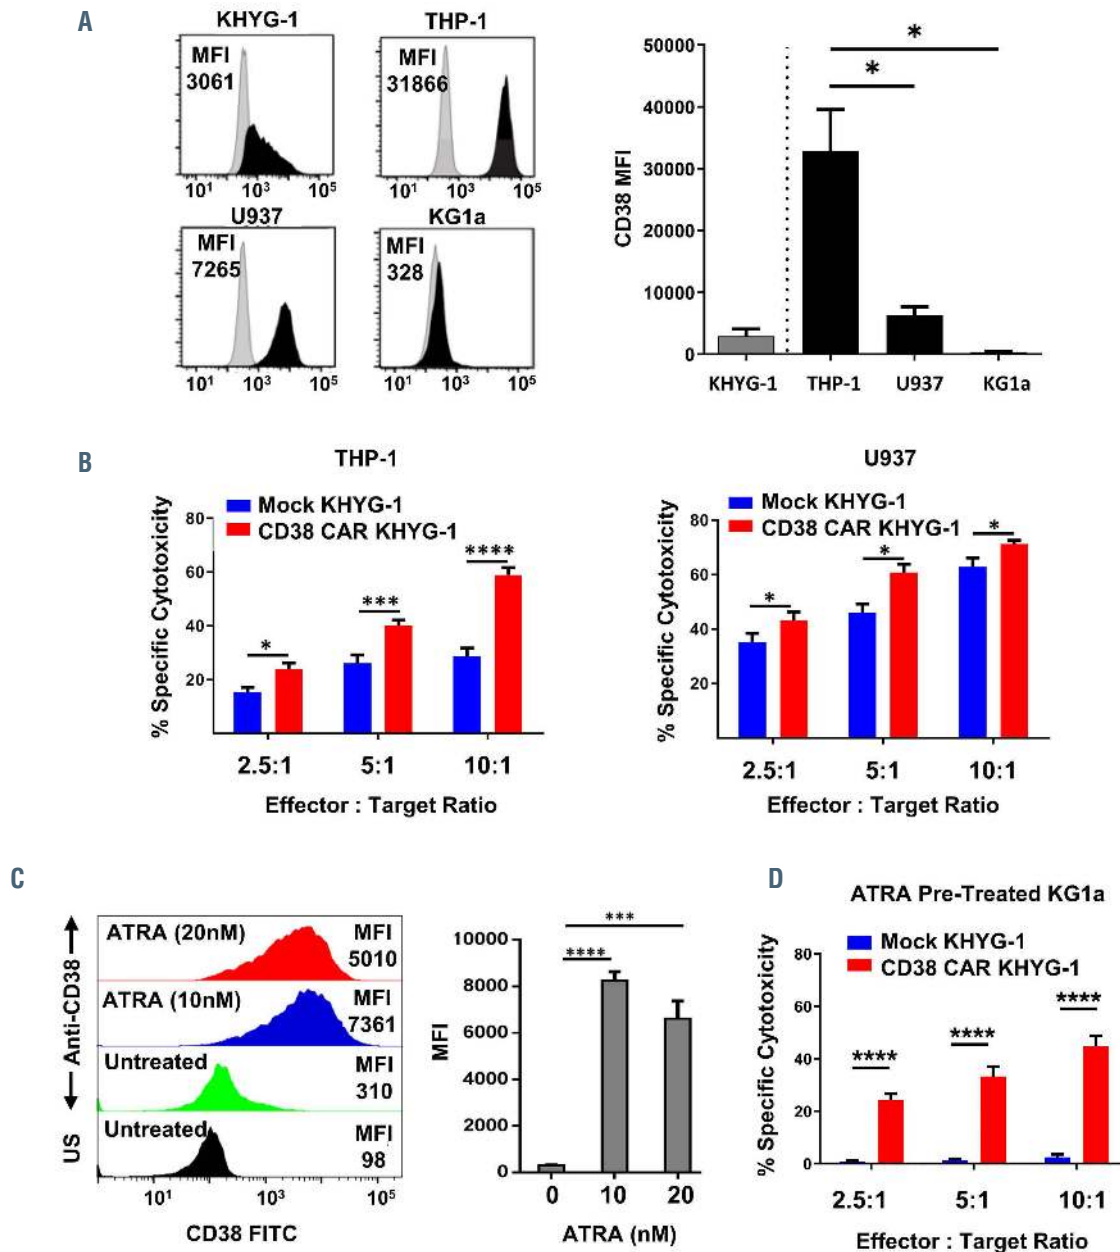 A
KHYG-1
MFI
3061
10¹ 10³ 10⁵
THP-1
MFI
31866
10¹ 10³ 10⁵
U937
MFI
7265
10¹ 10³ 10⁵
KG1a
MFI
328
10¹ 10³ 10⁵
CD38 MFI
50000
40000
30000
20000
10000
0
*
*
KHYG-1 THP-1 U937 KG1a
B
THP-1
Mock KHYG-1
CD38 CAR KHYG-1
% Specific Cytotoxicity
80
60
40
20
* *** ****
2.5:1 5:1 10:1
Effector : Target Ratio
U937
Mock KHYG-1
CD38 CAR KHYG-1
% Specific Cytotoxicity
80
60
40
20
* * *
2.5:1 5:1 10:1
Effector : Target Ratio
C
US Anti-CD38
ATRA (20nM) MFI
5010
ATRA (10nM) MFI
7361
Untreated MFI
310
Untreated MFI
98
10¹ 10³ 10⁵
CD38 FITC
MFI
10000
8000
6000
4000
2000
0
***
****
0 10 20
ATRA (nM)
D
ATRA Pre-Treated KG1a
Mock KHYG-1
CD38 CAR KHYG-1
% Specific Cytotoxicity
80
60
40
20
0
**** **** ****
2.5:1 5:1 10:1
Effector : Target Ratio